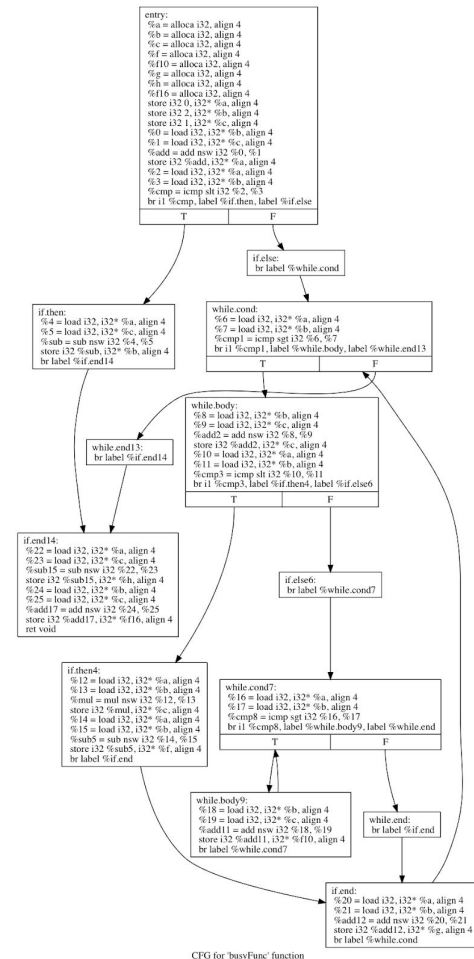 entry:
%a = alloca i32, align 4
%b = alloca i32, align 4
%c = alloca i32, align 4
%f = alloca i32, align 4
%f10 = alloca i32, align 4
%g = alloca i32, align 4
%h = alloca i32, align 4
%f16 = alloca i32, align 4
store i32 0, i32* %a, align 4
store i32 2, i32* %b, align 4
store i32 1, i32* %c, align 4
%0 = load i32, i32* %b, align 4
%1 = load i32, i32* %c, align 4
%add = add nsw i32 %0, %1
store i32 %add, i32* %a, align 4
%2 = load i32, i32* %a, align 4
%3 = load i32, i32* %b, align 4
%cmp = icmp slt i32 %2, %3
br i1 %cmp, label %if.then, label %if.else
T F
if.else:
br label %while.cond
if.then:
%4 = load i32, i32* %a, align 4
%5 = load i32, i32* %c, align 4
%sub = sub nsw i32 %4, %5
store i32 %sub, i32* %b, align 4
br label %if.end14
while.cond:
%6 = load i32, i32* %a, align 4
%7 = load i32, i32* %b, align 4
%cmp1 = icmp sgt i32 %6, %7
br i1 %cmp1, label %while.body, label %while.end13
T F
while.body:
%8 = load i32, i32* %b, align 4
%9 = load i32, i32* %c, align 4
%add2 = add nsw i32 %8, %9
store i32 %add2, i32* %c, align 4
%10 = load i32, i32* %a, align 4
%11 = load i32, i32* %b, align 4
%cmp3 = icmp slt i32 %10, %11
br i1 %cmp3, label %if.then4, label %if.else6
T F
while.end13:
br label %if.end14
if.end14:
%22 = load i32, i32* %a, align 4
%23 = load i32, i32* %c, align 4
%sub15 = sub nsw i32 %22, %23
store i32 %sub15, i32* %h, align 4
%24 = load i32, i32* %b, align 4
%25 = load i32, i32* %c, align 4
%add17 = add nsw i32 %24, %25
store i32 %add17, i32* %f16, align 4
ret void
if.else6:
br label %while.cond7
if.then4:
%12 = load i32, i32* %a, align 4
%13 = load i32, i32* %b, align 4
%mul = mul nsw i32 %12, %13
store i32 %mul, i32* %c, align 4
%14 = load i32, i32* %a, align 4
%15 = load i32, i32* %b, align 4
%sub5 = sub nsw i32 %14, %15
store i32 %sub5, i32* %f, align 4
br label %if.end
while.cond7:
%16 = load i32, i32* %a, align 4
%17 = load i32, i32* %b, align 4
%cmp8 = icmp sgt i32 %16, %17
br i1 %cmp8, label %while.body9, label %while.end
T F
while.body9:
%18 = load i32, i32* %b, align 4
%19 = load i32, i32* %c, align 4
%add11 = add nsw i32 %18, %19
store i32 %add11, i32* %f10, align 4
br label %while.cond7
while.end:
br label %if.end
if.end:
%20 = load i32, i32* %a, align 4
%21 = load i32, i32* %b, align 4
%add12 = add nsw i32 %20, %21
store i32 %add12, i32* %g, align 4
br label %while.cond
CFG for 'busyFunc' function